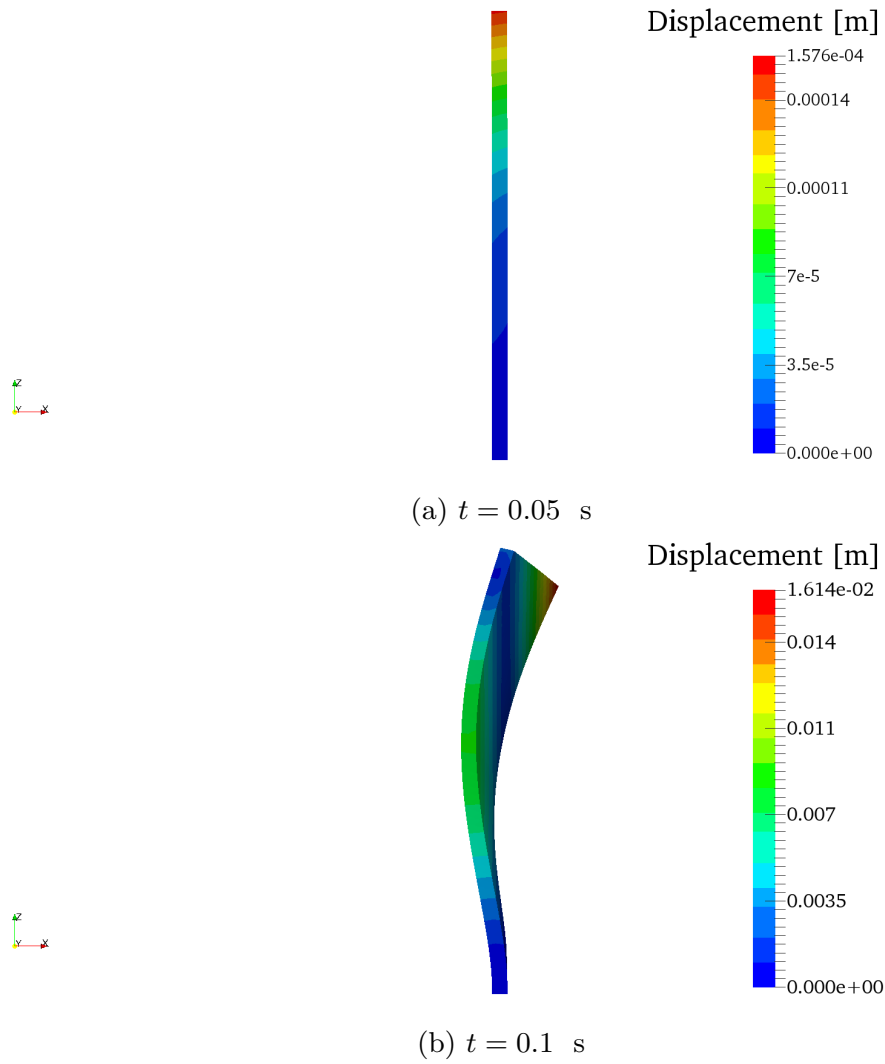 Displacement [m]
1.576e-04
0.00014
0.00011
7e-5
3.5e-5
0.000e+00
Z
Y X
(a) t = 0.05 s
Displacement [m]
1.614e-02
0.014
0.011
0.007
0.0035
0.000e+00
Z
Y X
(b) t = 0.1 s